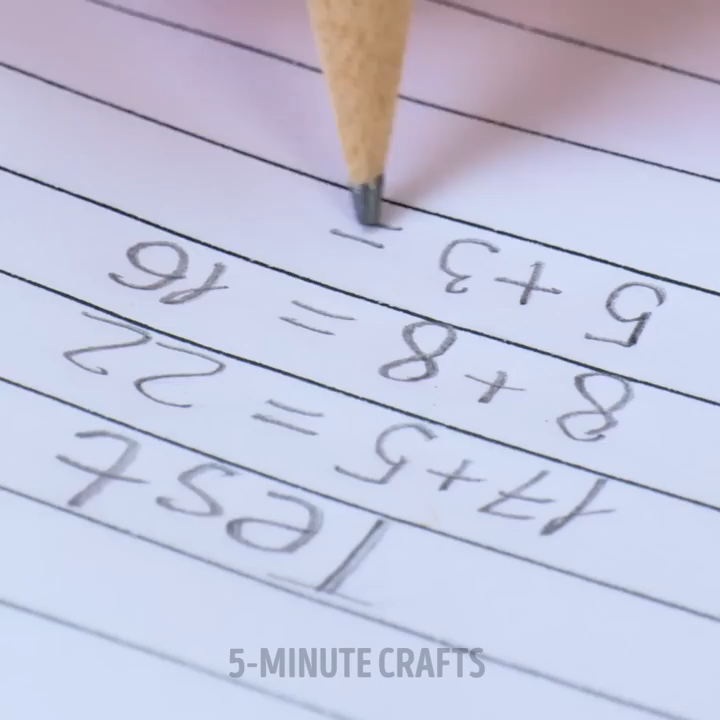 Test
17+5 = 22
8+8 = 16
5+3 =
5-MINUTE CRAFTS